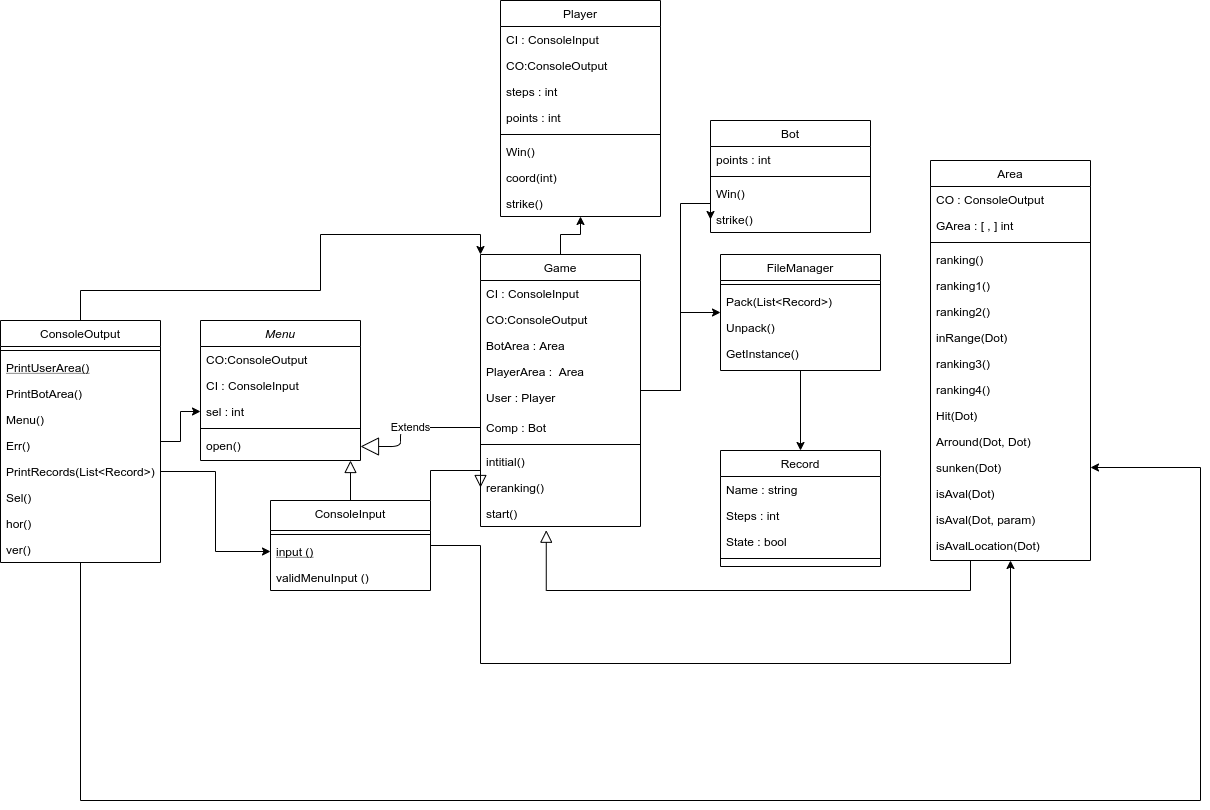 Player
CI : ConsoleInput
CO:ConsoleOutput
steps : int
points : int
Win()
coord(int)
strike()
Bot
points : int
Win()
strike()
Area
CO : ConsoleOutput
GArea : [ , ] int
ranking()
ranking1()
ranking2()
inRange(Dot)
ranking3()
ranking4()
Hit(Dot)
Arround(Dot, Dot)
sunken(Dot)
isAval(Dot)
isAval(Dot, param)
isAvalLocation(Dot)
Game
CI : ConsoleInput
CO:ConsoleOutput
BotArea : Area
PlayerArea :  Area
User : Player
Comp : Bot
intitial()
reranking()
start()
FileManager
Pack(List<Record>)
Unpack()
GetInstance()
ConsoleOutput
PrintUserArea()
PrintBotArea()
Menu()
Err()
PrintRecords(List<Record>)
Sel()
hor()
ver()
Menu
CO:ConsoleOutput
CI : ConsoleInput
sel : int
open()
Extends
Record
Name : string
Steps : int
State : bool
ConsoleInput
input ()
validMenuInput ()